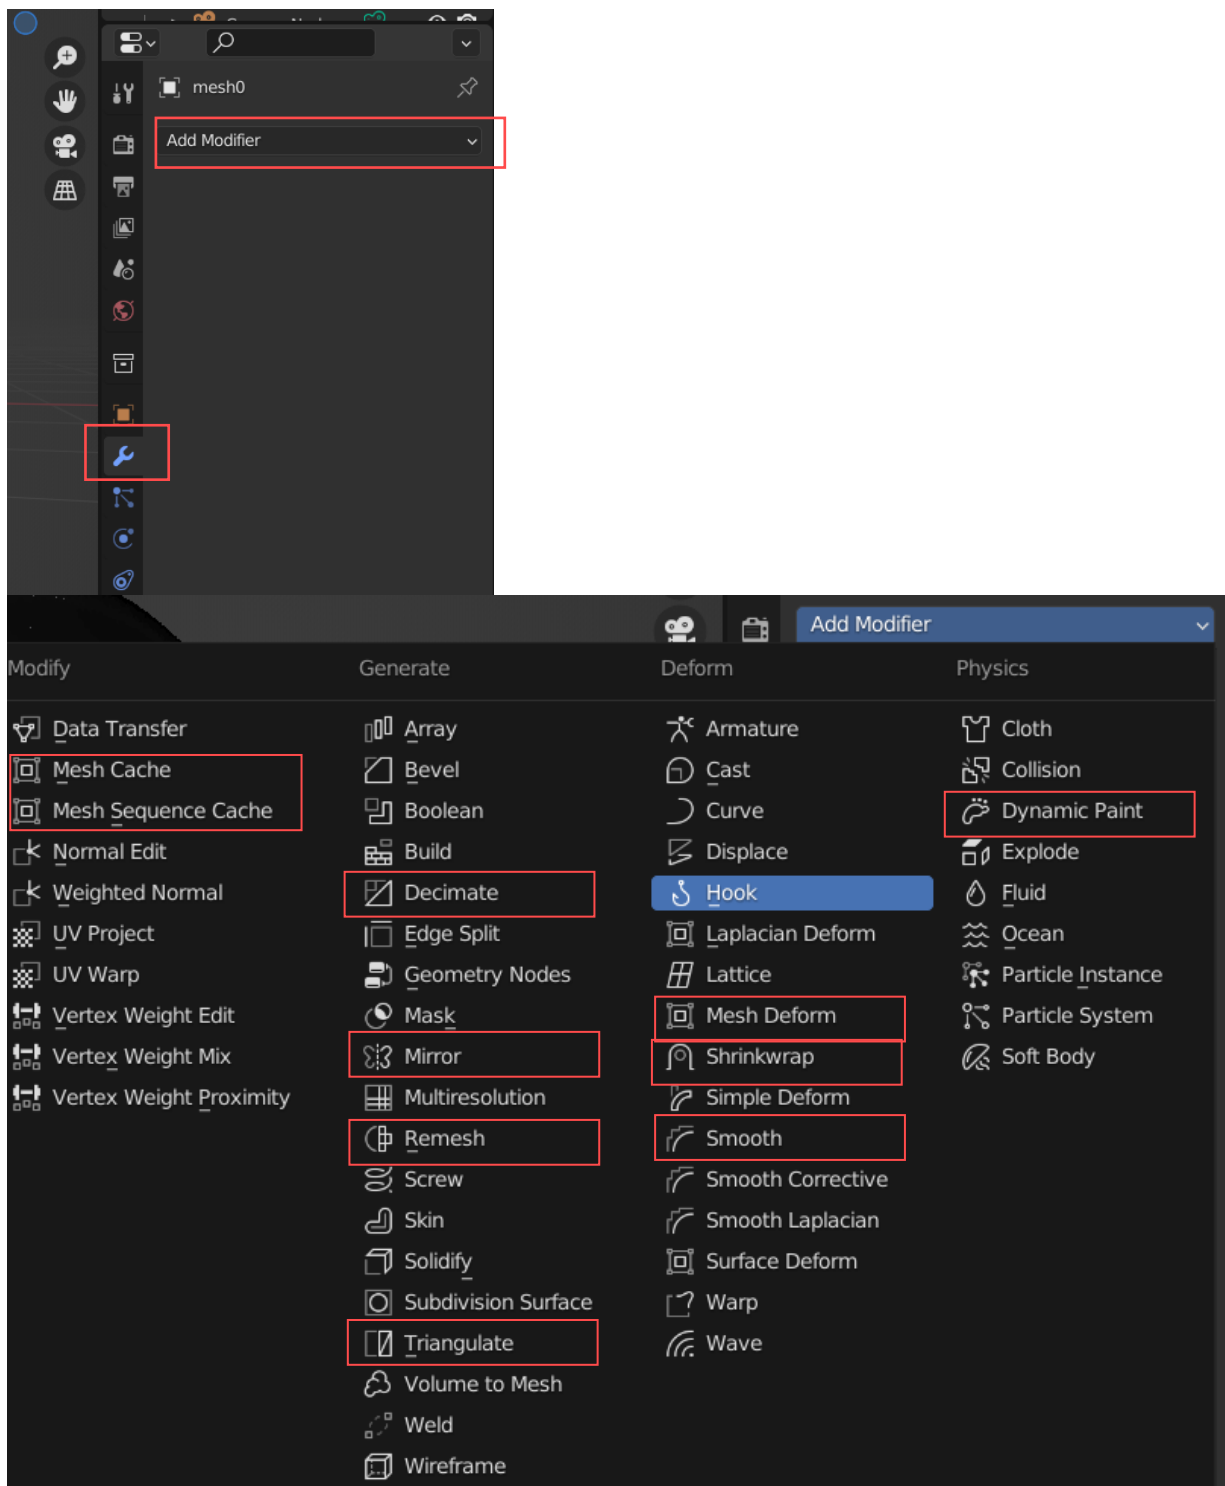 mesh0
Add Modifier
Add Modifier
Modify
Data Transfer
Mesh Cache
Mesh Sequence Cache
Normal Edit
Weighted Normal
UV Project
UV Warp
Vertex Weight Edit
Vertex Weight Mix
Vertex Weight Proximity
Generate
Array
Bevel
Boolean
Build
Decimate
Edge Split
Geometry Nodes
Mask
Mirror
Multiresolution
Remesh
Screw
Skin
Solidify
Subdivision Surface
Triangulate
Volume to Mesh
Weld
Wireframe
Deform
Armature
Cast
Curve
Displace
Hook
Laplacian Deform
Lattice
Mesh Deform
Shrinkwrap
Simple Deform
Smooth
Smooth Corrective
Smooth Laplacian
Surface Deform
Warp
Wave
Physics
Cloth
Collision
Dynamic Paint
Explode
Fluid
Ocean
Particle Instance
Particle System
Soft Body